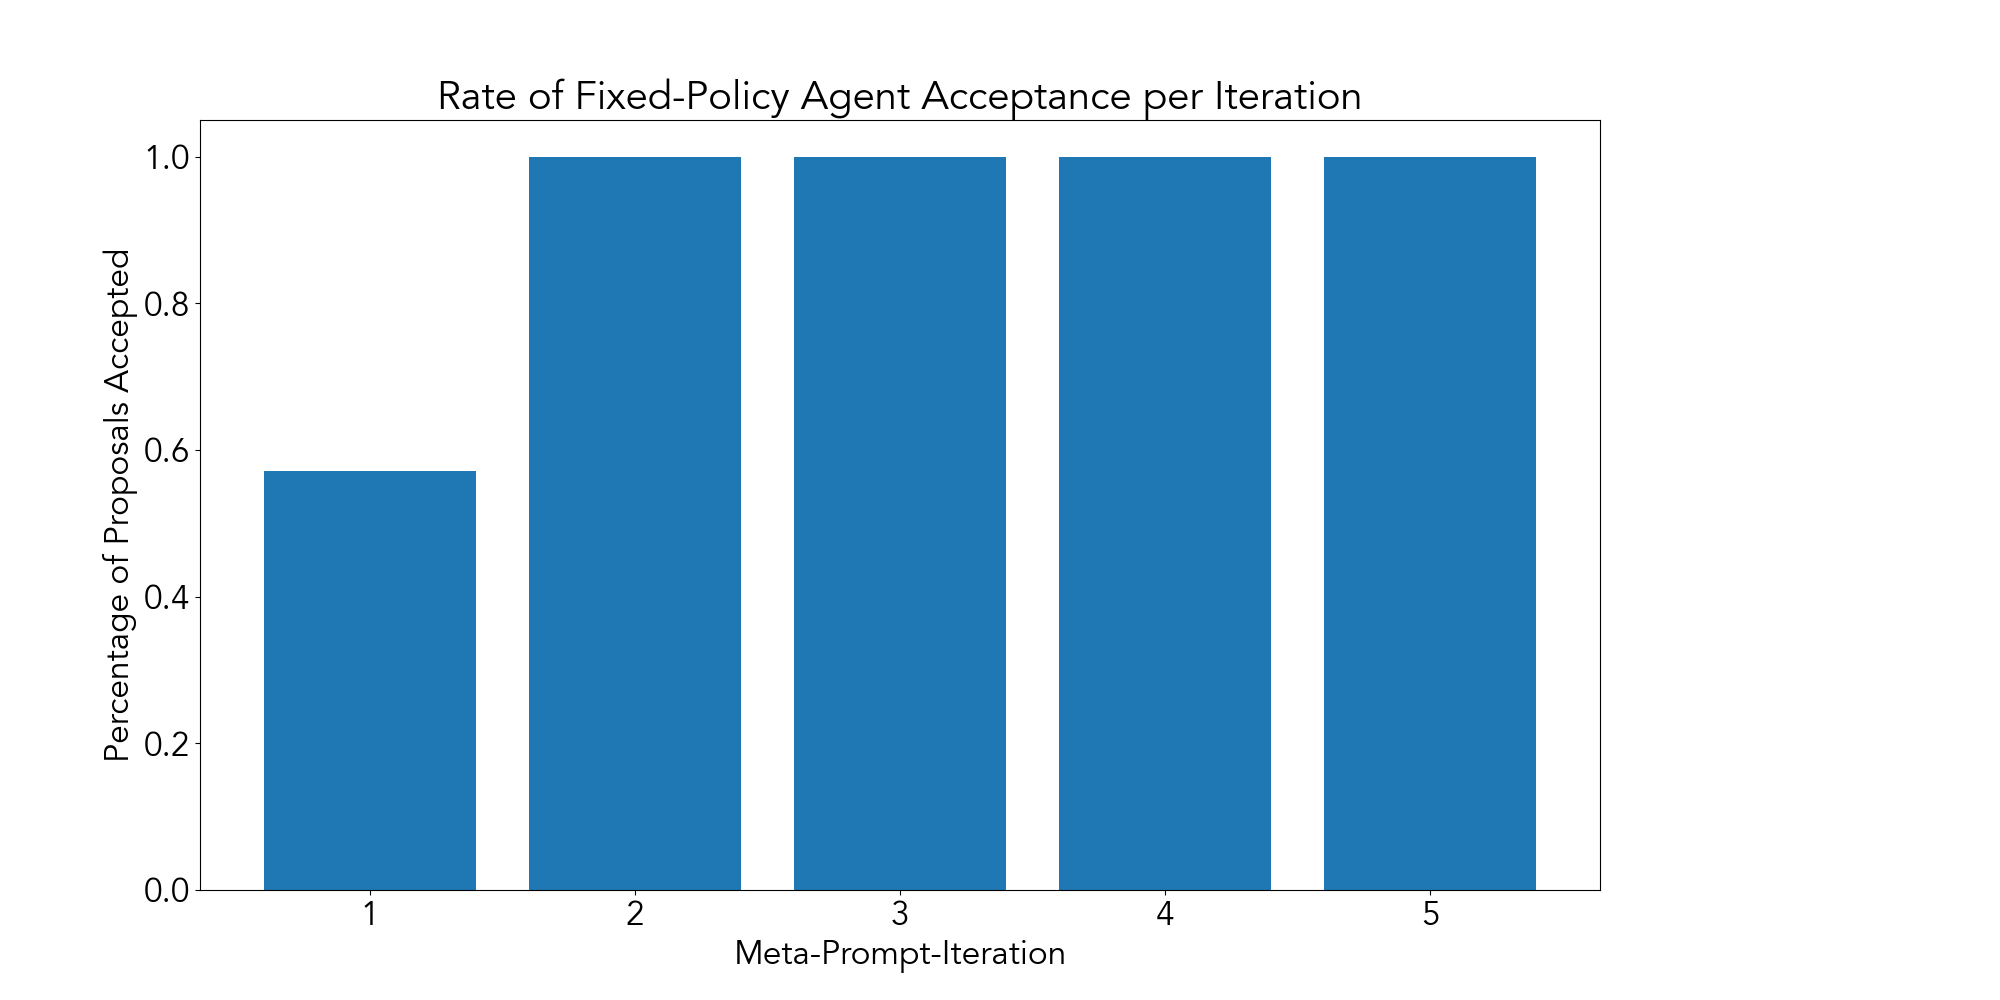 Rate of Fixed-Policy Agent Acceptance per Iteration
Percentage of Proposals Accepted
1.0
0.8
0.6
0.4
0.2
0.0
1 2 3 4 5
Meta-Prompt-Iteration